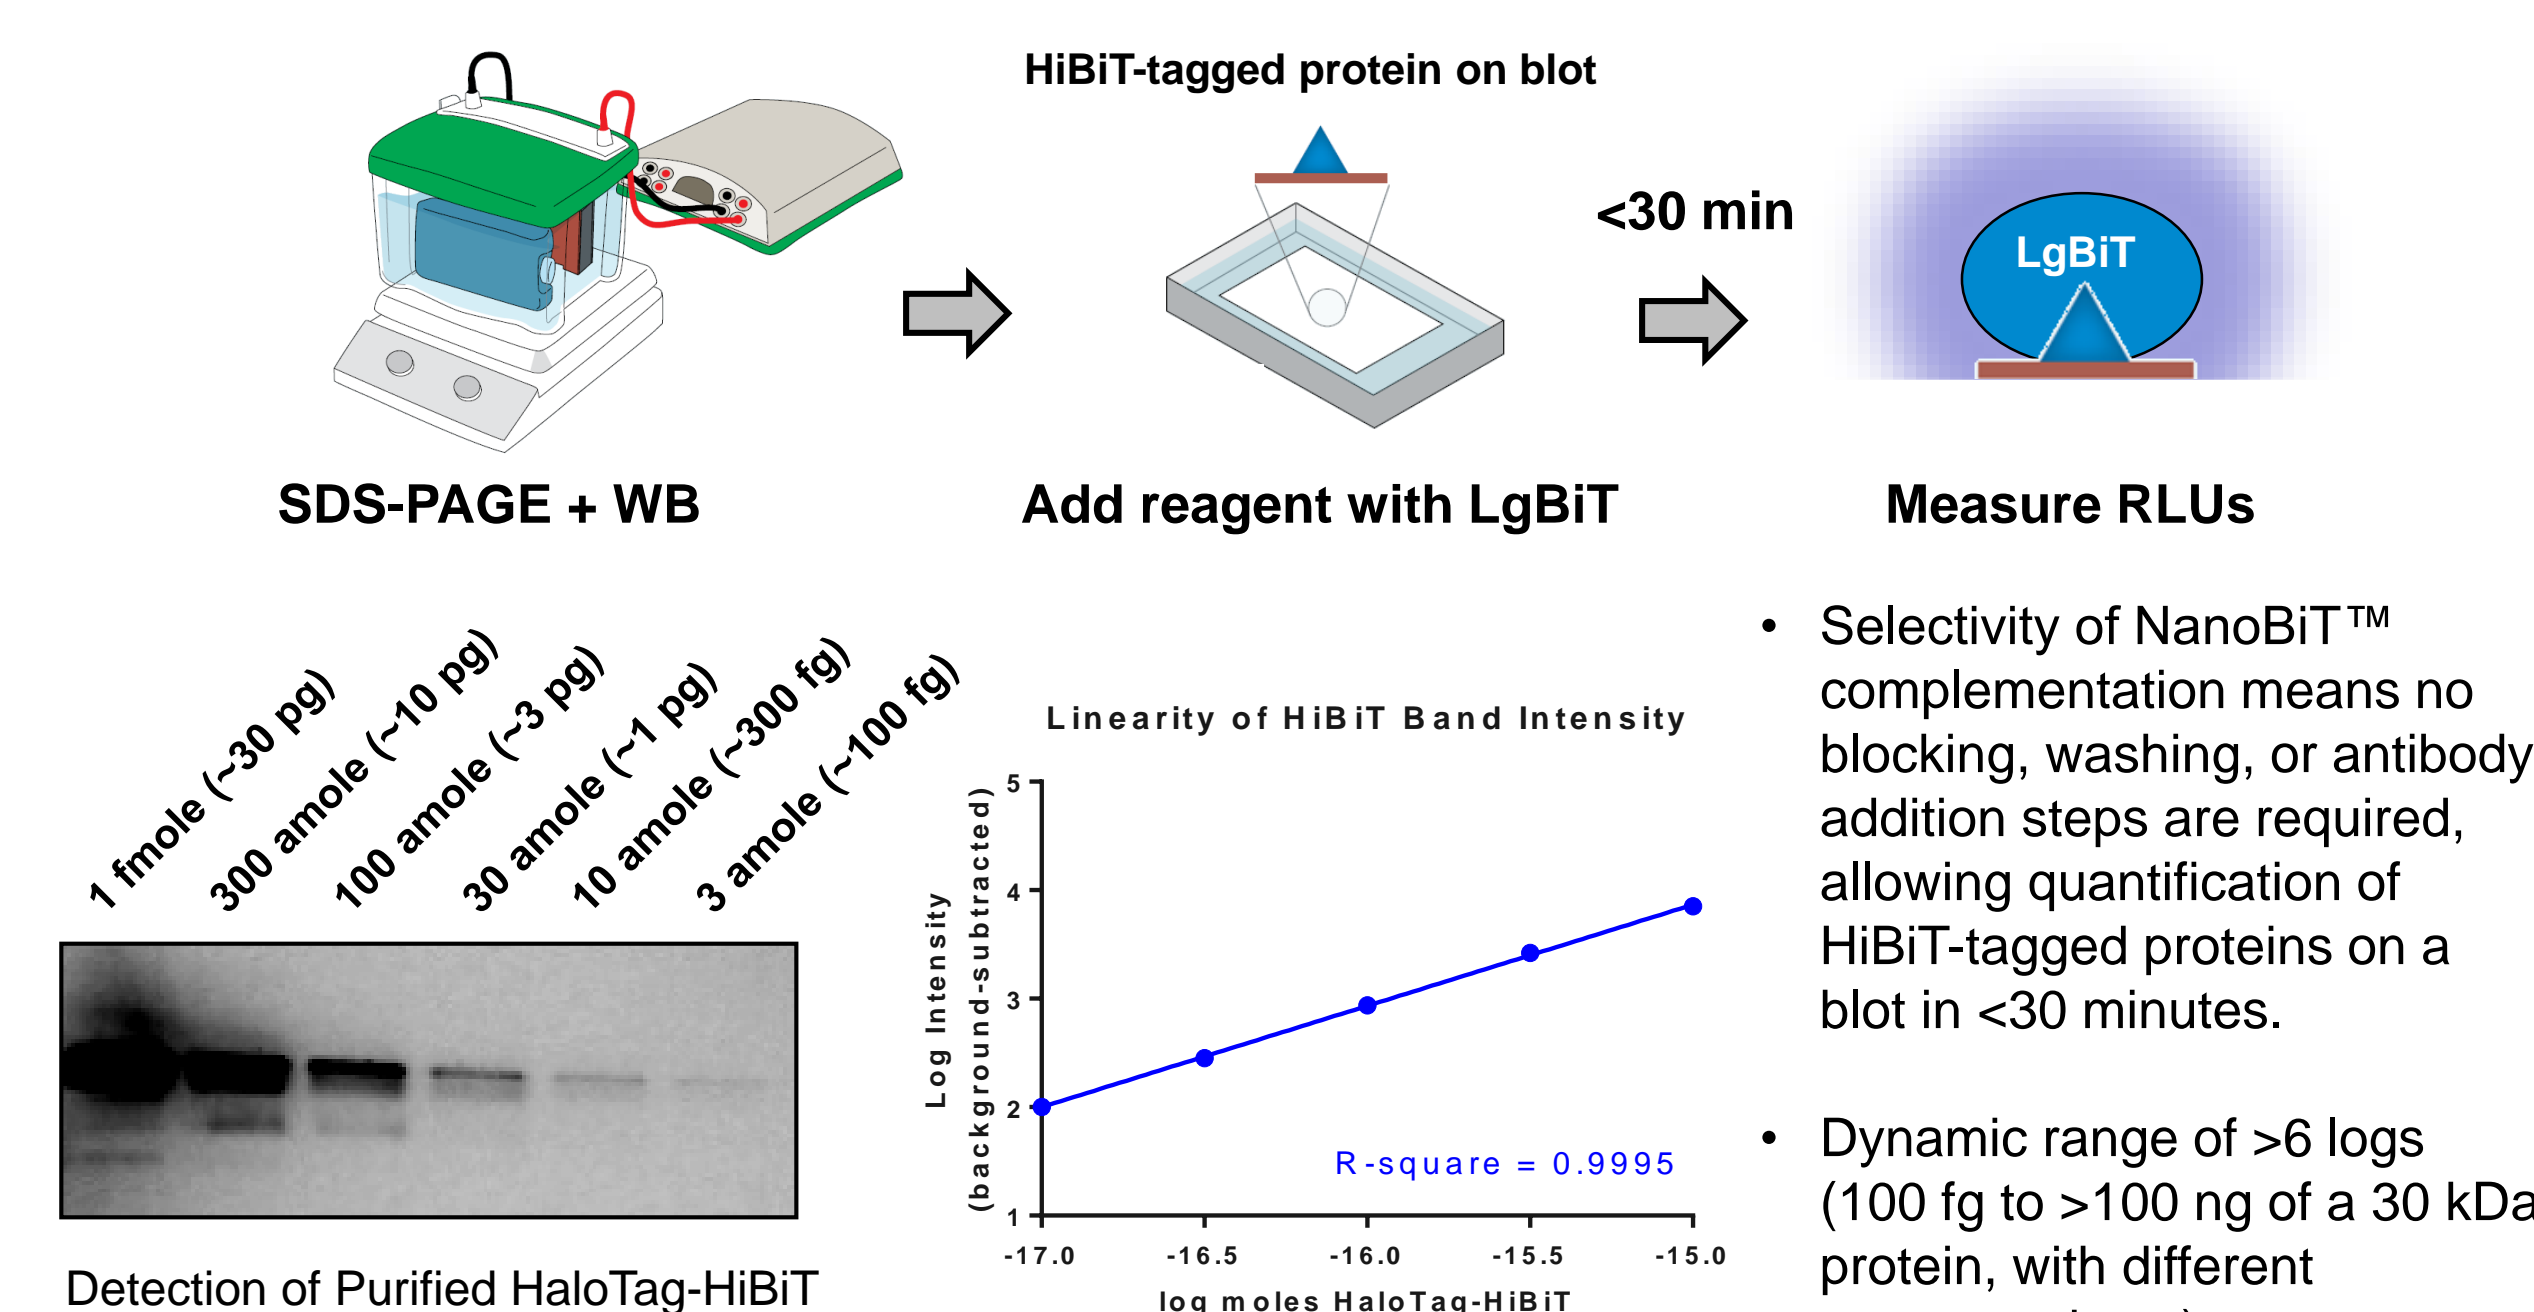 HiBiT-tagged protein on blot
<30 min
LgBiT
SDS-PAGE + WB
Add reagent with LgBiT
Measure RLUs
1 fmole (~30 pg)
300 amole (~10 pg)
100 amole (~3 pg)
30 amole (~1 pg)
10 amole (~300 fg)
3 amole (~100 fg)
Detection of Purified HaloTag-HiBiT
Linearity of HiBiT Band Intensity
Log Intensity
(background-subtracted)
5
4
3
2
1
R-square = 0.9995
-17.0 -16.5 -16.0 -15.5 -15.0
log moles HaloTag-HiBiT
• Selectivity of NanoBiT™
complementation means no
blocking, washing, or antibody
addition steps are required,
allowing quantification of
HiBiT-tagged proteins on a
blot in <30 minutes.
• Dynamic range of >6 logs
(100 fg to >100 ng of a 30 kDa
protein, with different